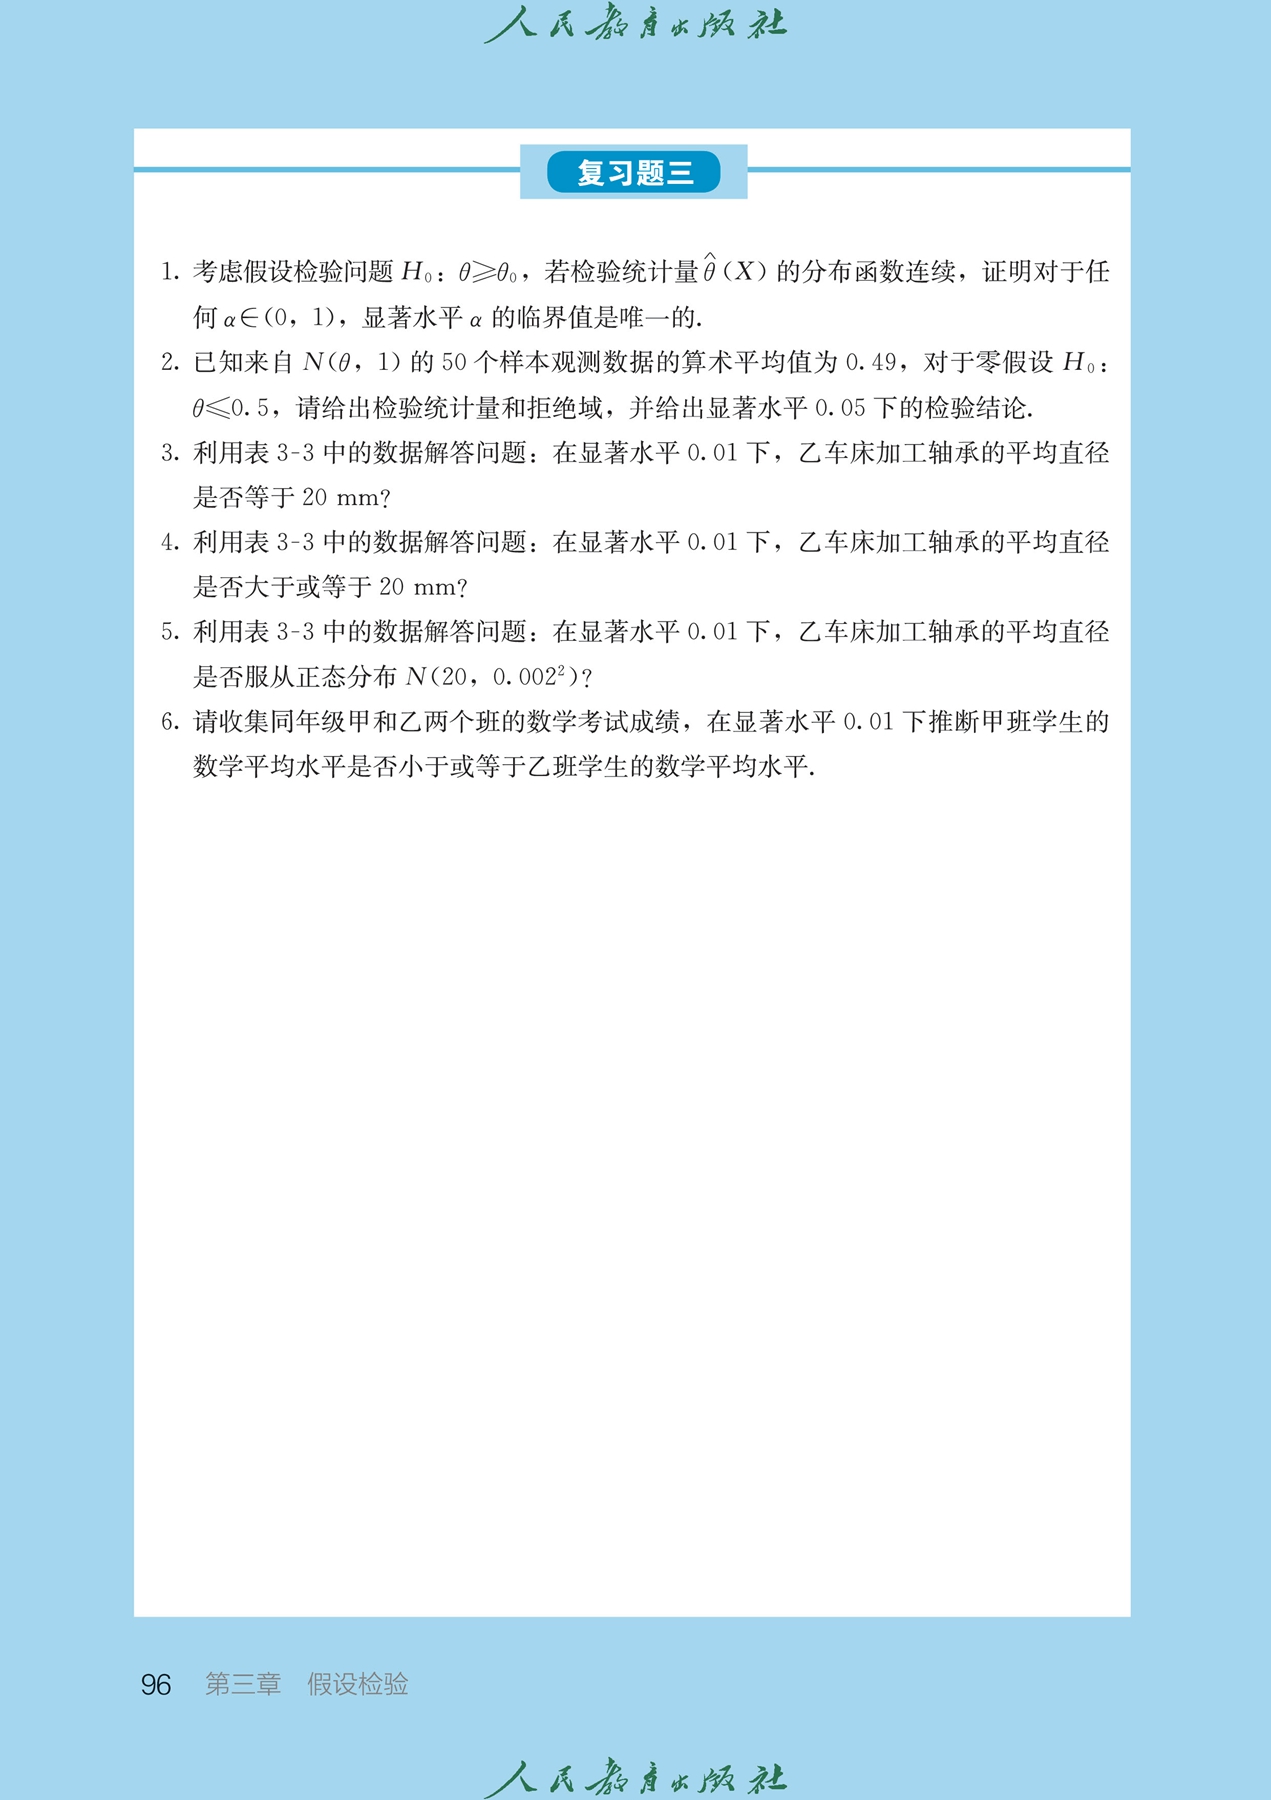 人民教育出版社
复习题三
1. 考虑假设检验问题 H₀：θ⩾θ₀，若检验统计量 θ̂(X) 的分布函数连续，证明对于任
何 α∈(0，1)，显著水平 α 的临界值是唯一的.
2. 已知来自 N(θ，1) 的 50 个样本观测数据的算术平均值为 0.49，对于零假设 H₀：
θ⩽0.5，请给出检验统计量和拒绝域，并给出显著水平 0.05 下的检验结论.
3. 利用表 3-3 中的数据解答问题：在显著水平 0.01 下，乙车床加工轴承的平均直径
是否等于 20 mm?
4. 利用表 3-3 中的数据解答问题：在显著水平 0.01 下，乙车床加工轴承的平均直径
是否大于或等于 20 mm?
5. 利用表 3-3 中的数据解答问题：在显著水平 0.01 下，乙车床加工轴承的平均直径
是否服从正态分布 N(20，0.002²)?
6. 请收集同年级甲和乙两个班的数学考试成绩，在显著水平 0.01 下推断甲班学生的
数学平均水平是否小于或等于乙班学生的数学平均水平.
96 第三章 假设检验
人民教育出版社